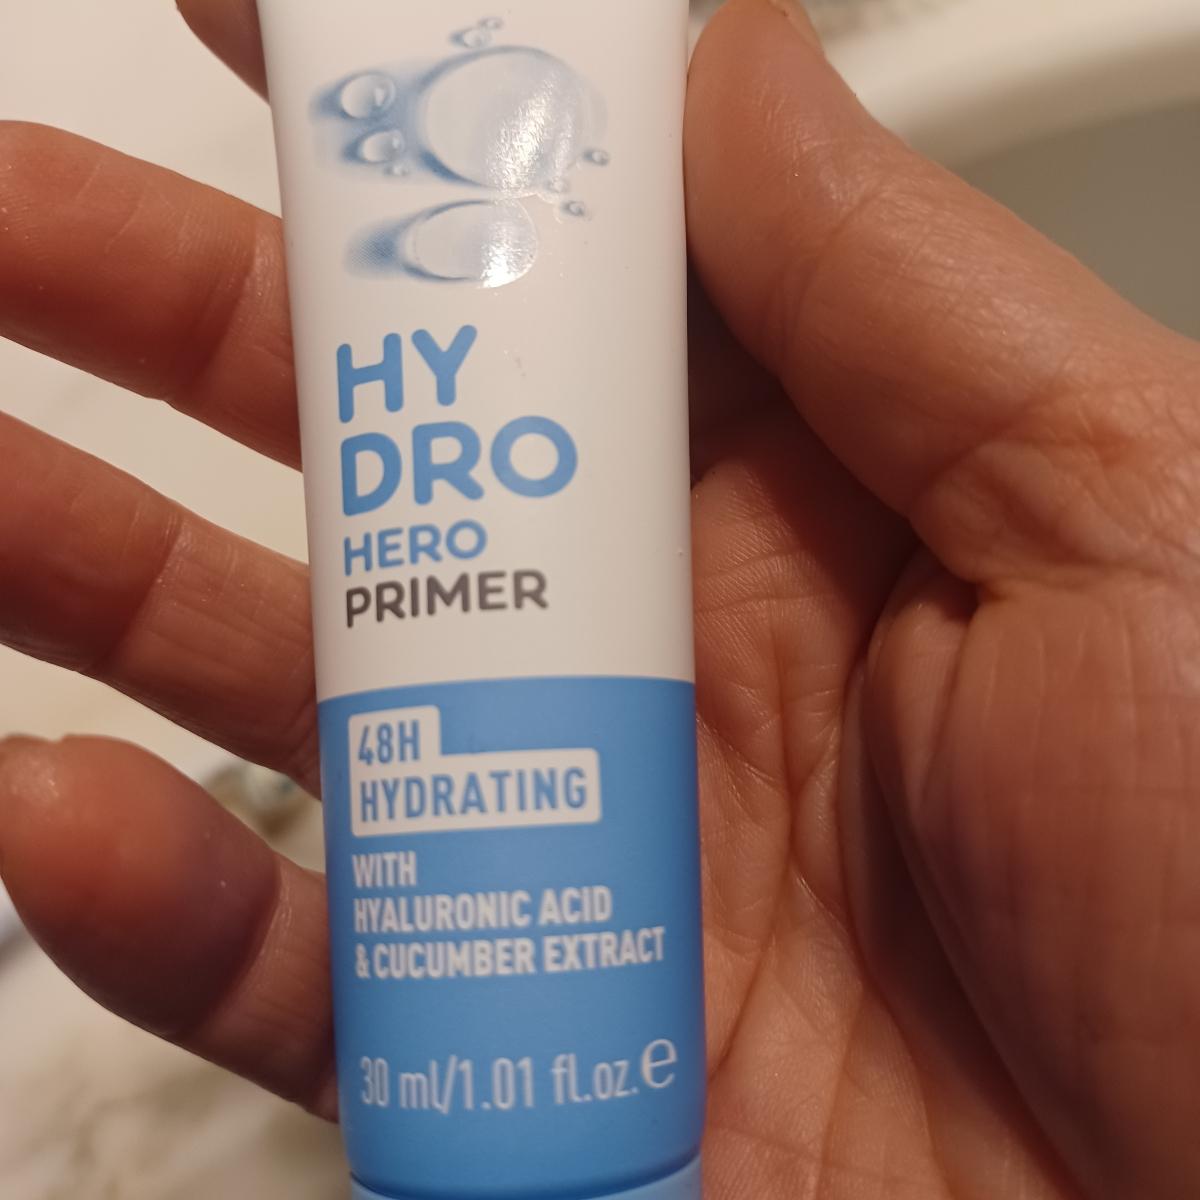 HY
DRO
HERO
PRIMER
48H
HYDRATING
WITH
HYALURONIC ACID
& CUCUMBER EXTRACT
30 ml/1.01 fl.oz.℮